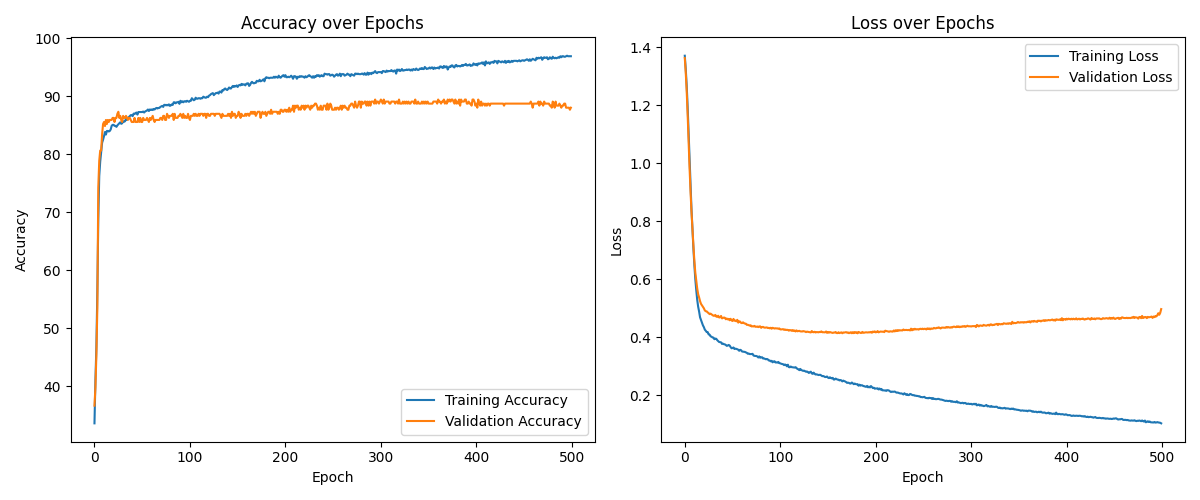 Accuracy over Epochs
100
90
80
70
60
50
40
Accuracy
0
100
200
300
400
500
Epoch
Training Accuracy
Validation Accuracy
Loss over Epochs
1.4
1.2
1.0
0.8
0.6
0.4
0.2
Loss
0
100
200
300
400
500
Epoch
Training Loss
Validation Loss